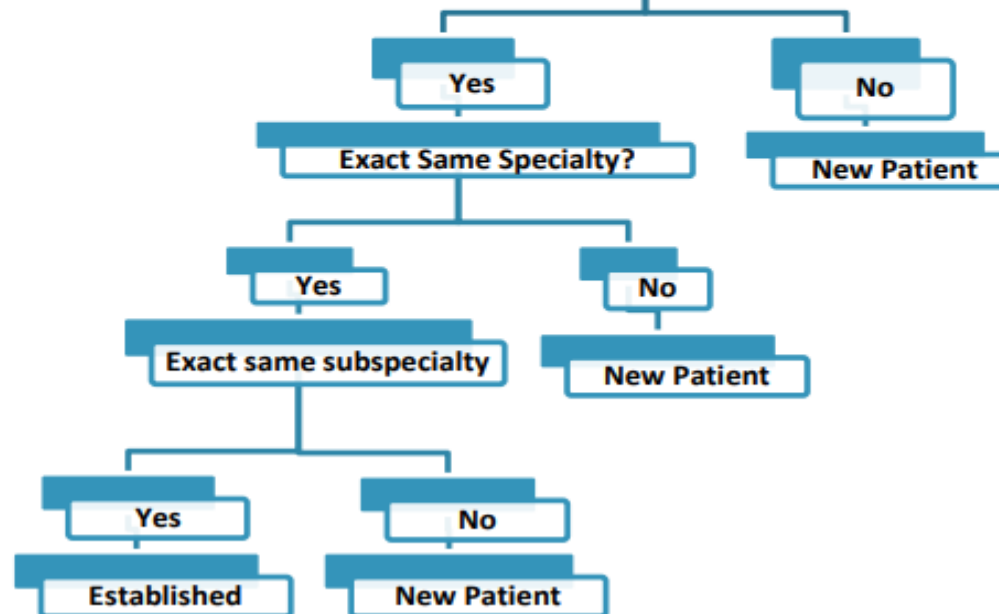 Yes
No
Exact Same Specialty?
New Patient
Yes
No
Exact same subspecialty
New Patient
Yes
No
Established
New Patient